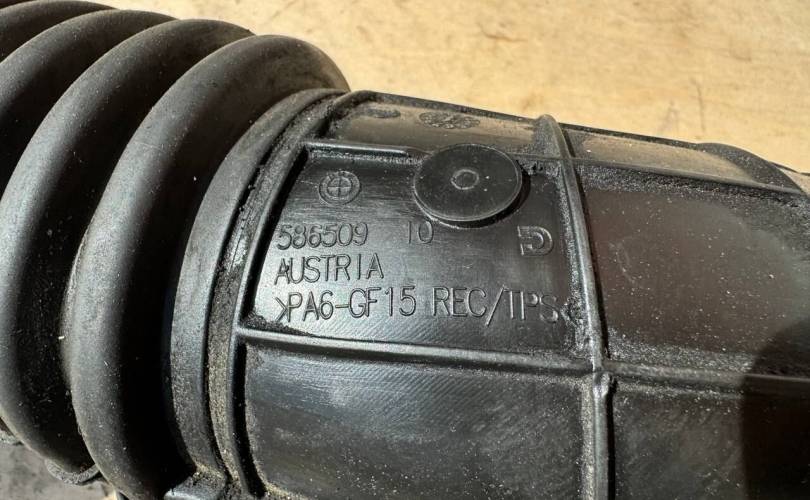 586509 10
AUSTRIA
>PA6-GF15 REC/TPS<